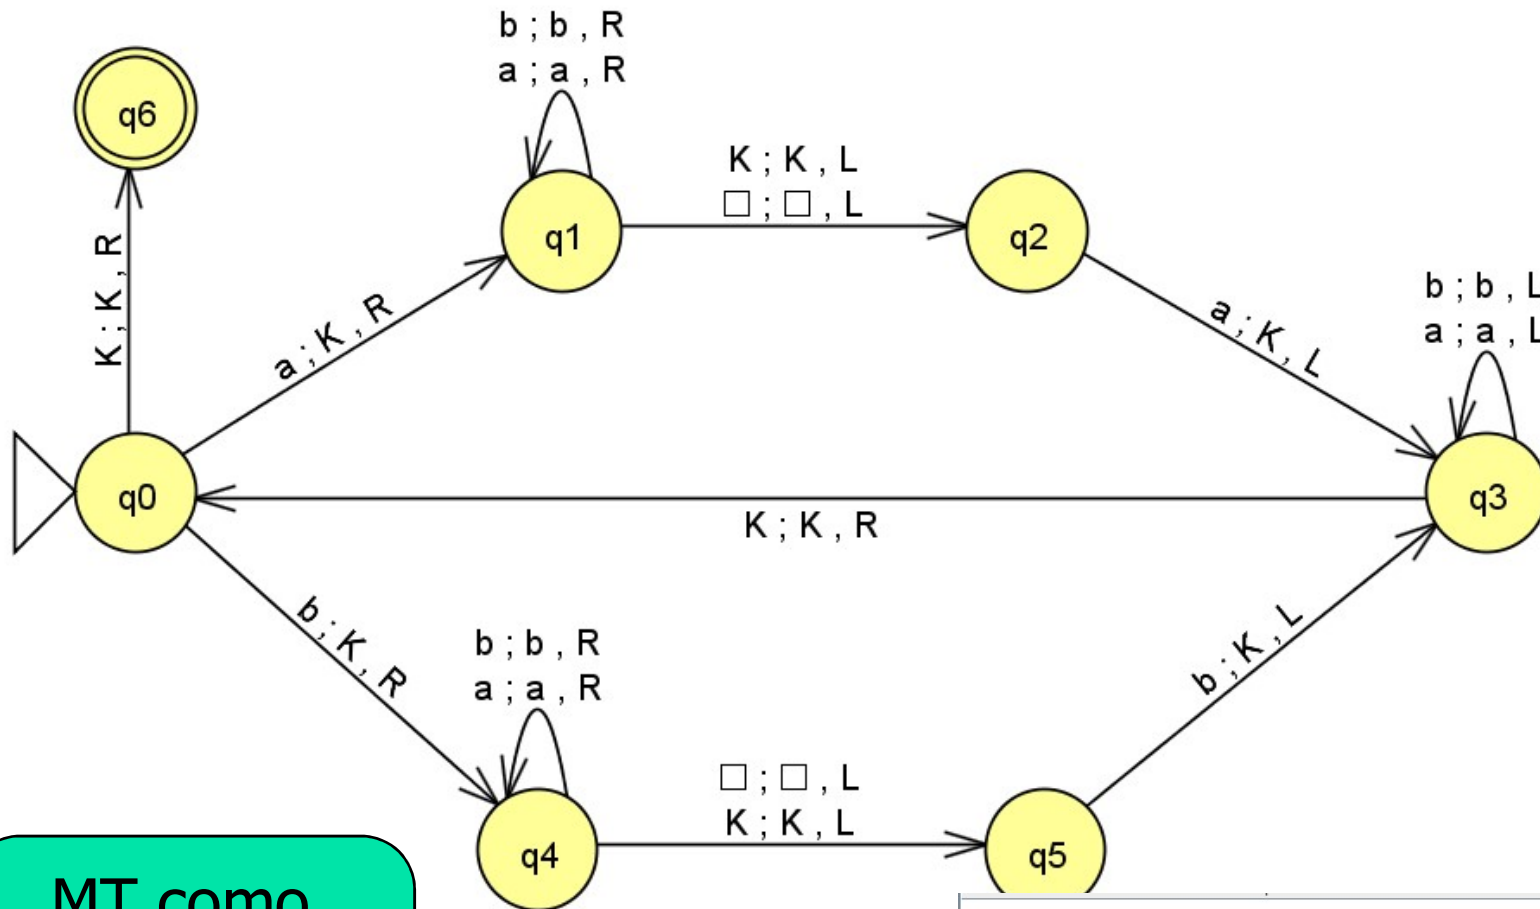 b ; b , R
a ; a , R
q6
K ; K , L
□ ; □ , L
q1
q2
K ; K , R
a ; K , R
a ; K , L
b ; b , L
a ; a , L
q0
q3
K ; K , R
b ; K , R
b ; b , R
a ; a , R
b ; K , L
□ ; □ , L
K ; K , L
q4
q5
MT como